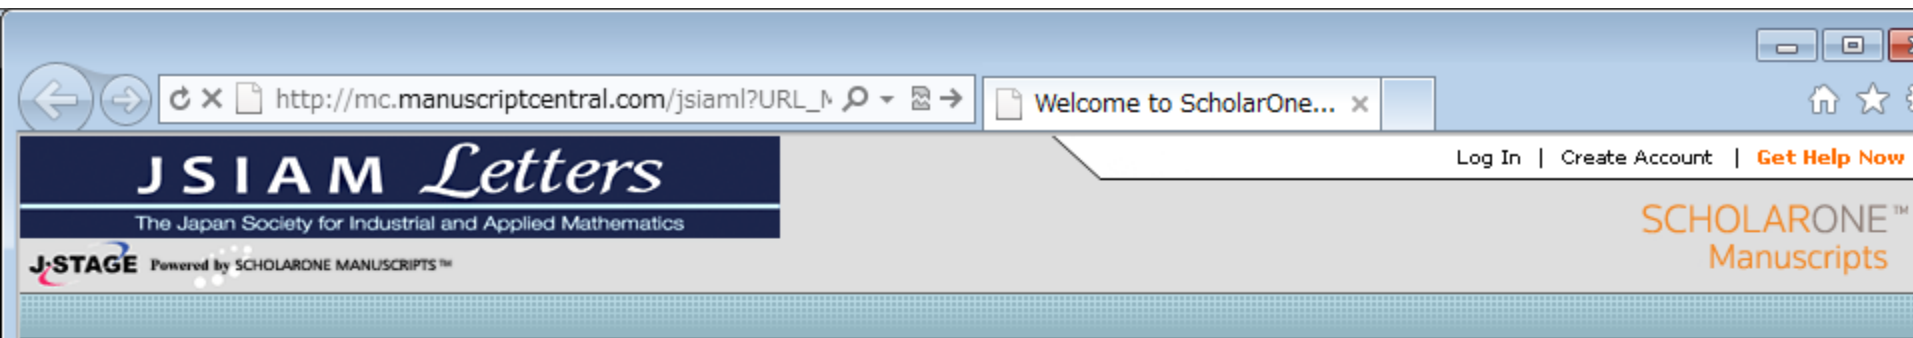 http://mc.manuscriptcentral.com/jsiaml?URL_M
Welcome to ScholarOne...
JSIAM Letters
The Japan Society for Industrial and Applied Mathematics
J-STAGE Powered by SCHOLARONE MANUSCRIPTS™
Log In | Create Account | Get Help Now
SCHOLARONE™
Manuscripts